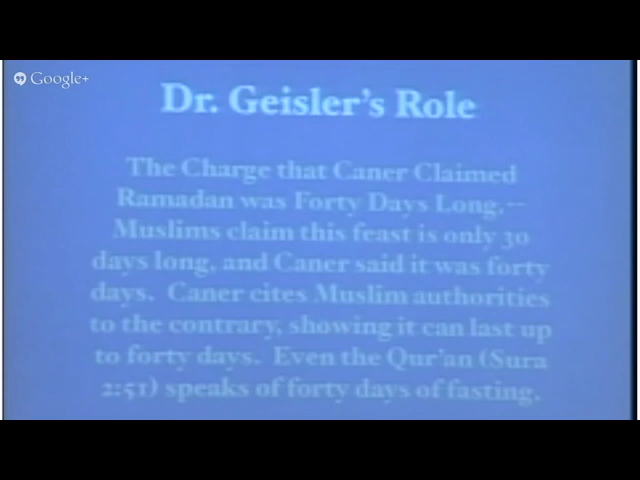 Google+
Dr. Geisler's Role
The Charge that Caner Claimed
Ramadan was Forty Days Long.--
Muslims claim this feast is only 30
days long, and Caner said it was forty
days. Caner cites Muslim authorities
to the contrary, showing it can last up
to forty days. Even the Qur'an (Sura
2:51) speaks of forty days of fasting.